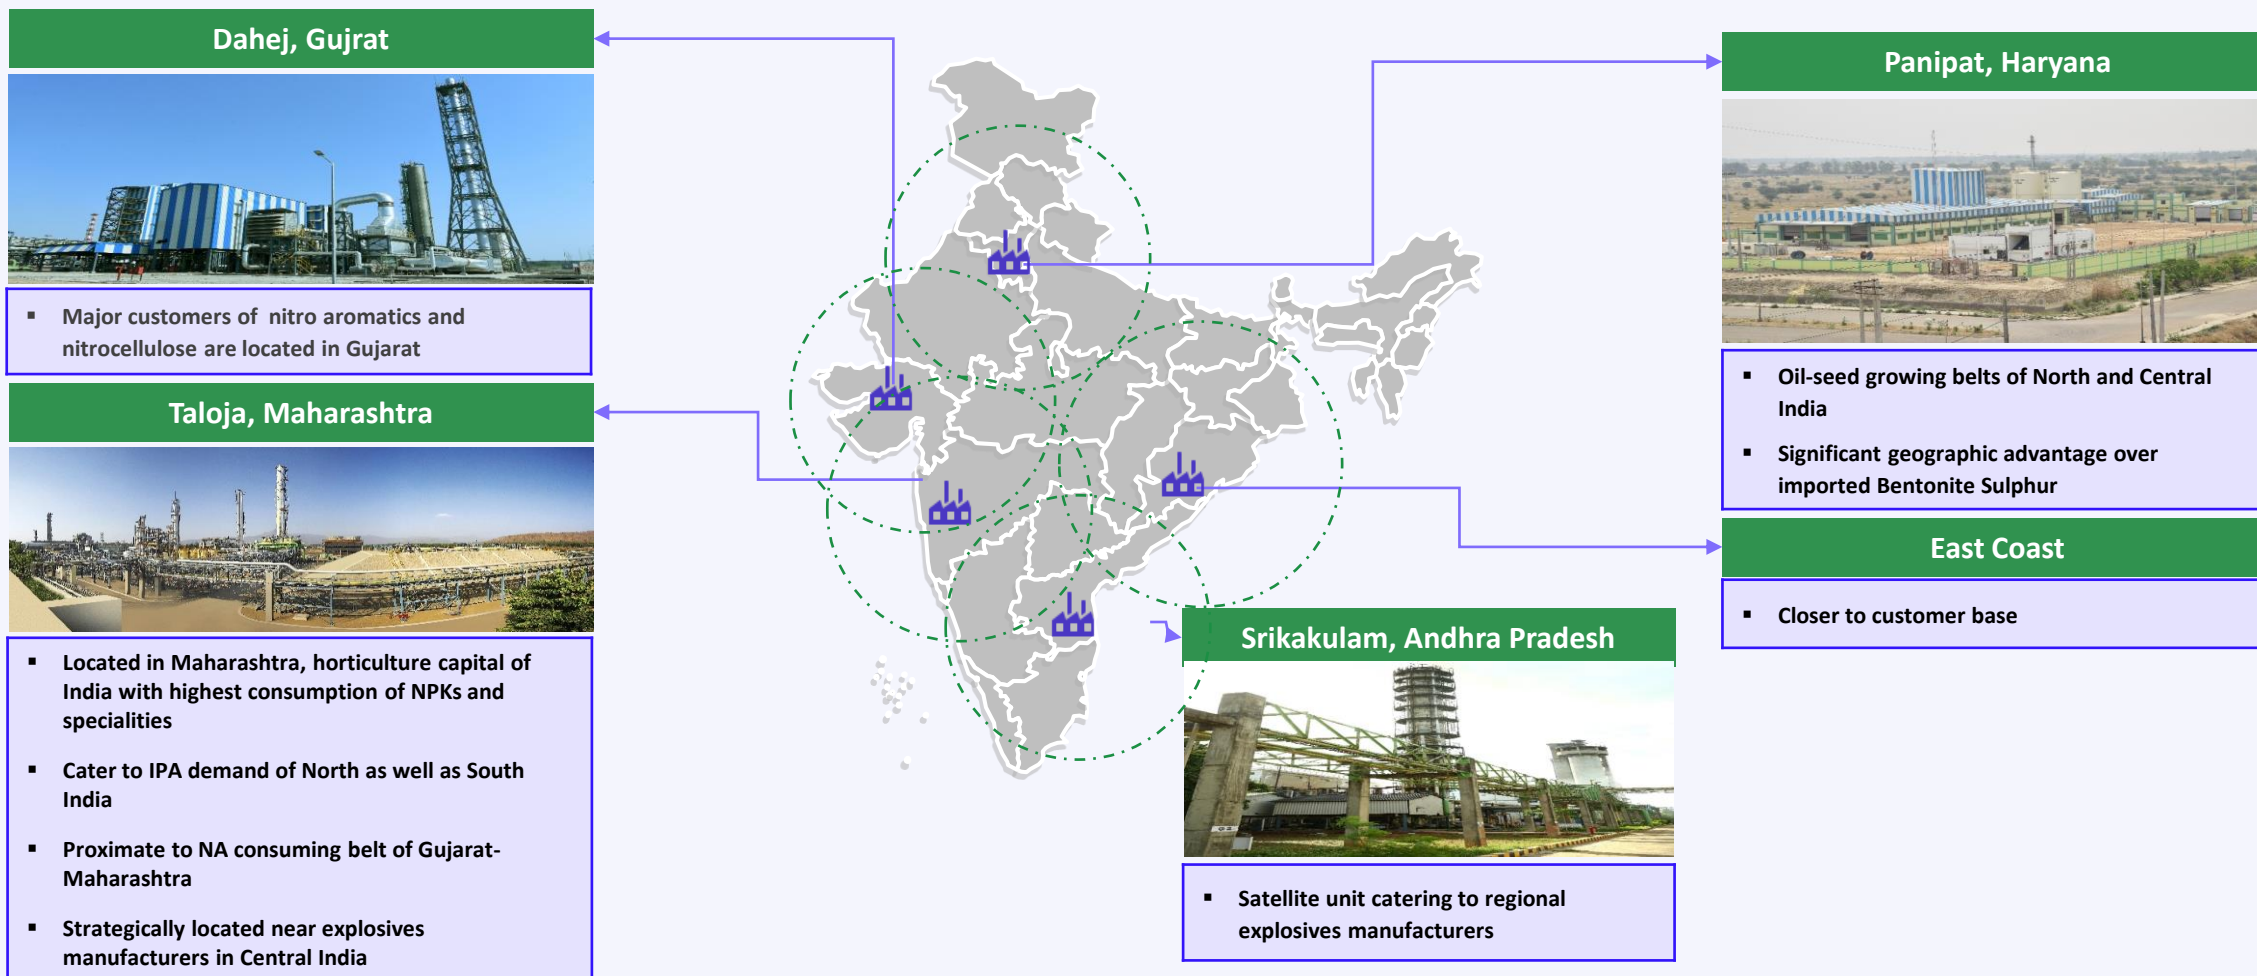 Dahej, Gujrat
▪ Major customers of nitro aromatics and
nitrocellulose are located in Gujarat
Taloja, Maharashtra
▪ Located in Maharashtra, horticulture capital of
India with highest consumption of NPKs and
specialities
▪ Cater to IPA demand of North as well as South
India
▪ Proximate to NA consuming belt of Gujarat-
Maharashtra
▪ Strategically located near explosives
manufacturers in Central India
Srikakulam, Andhra Pradesh
▪ Satellite unit catering to regional
explosives manufacturers
Panipat, Haryana
▪ Oil-seed growing belts of North and Central
India
▪ Significant geographic advantage over
imported Bentonite Sulphur
East Coast
▪ Closer to customer base